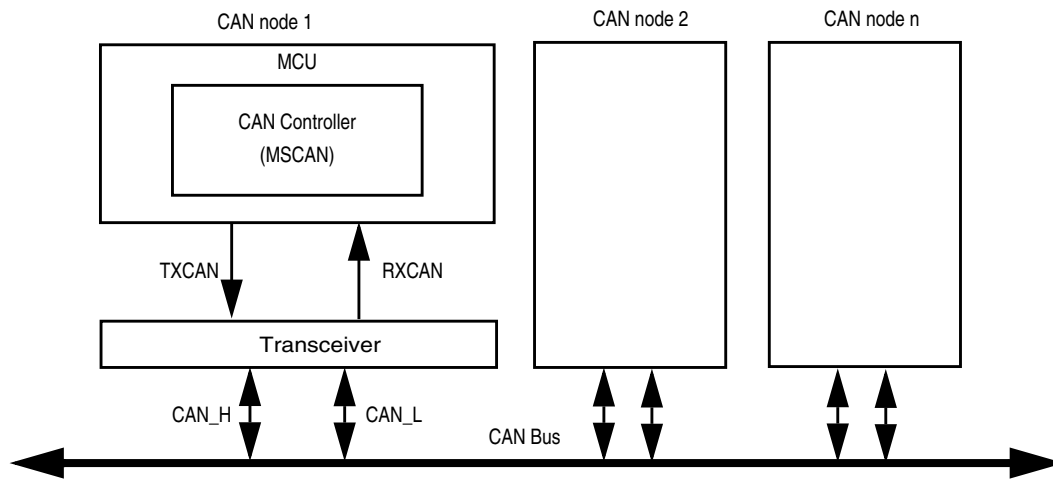 CAN node 1
CAN node 2
CAN node n
MCU
CAN Controller
(MSCAN)
TXCAN
RXCAN
Transceiver
CAN_H
CAN_L
CAN Bus